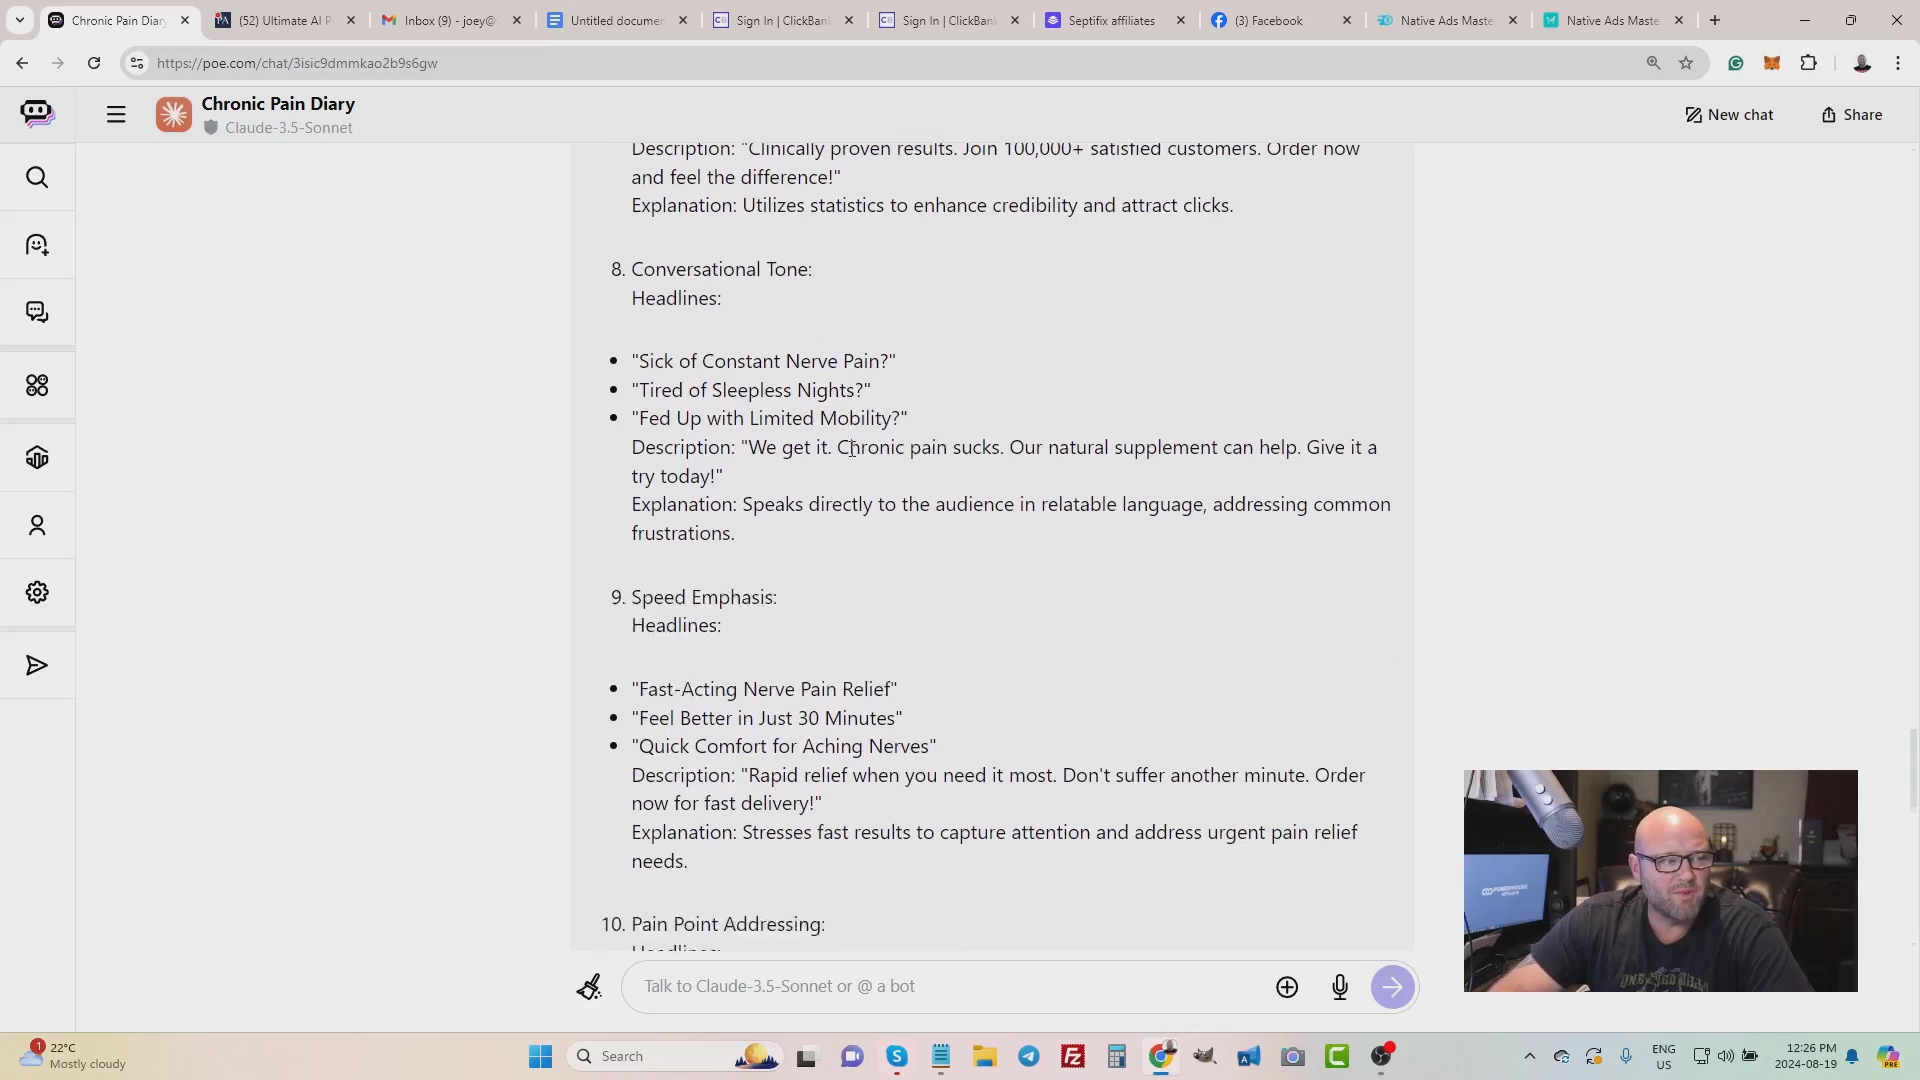 Chronic Pain Diary
(52) Ultimate AI P
Inbox (9) - joey@
Untitled documen
Sign In | ClickBank
Sign In | ClickBank
Septifix affiliates
(3) Facebook
Native Ads Maste
Native Ads Maste
https://poe.com/chat/3isic9dmmkao2b9s6gw
Chronic Pain Diary
Claude-3.5-Sonnet
New chat
Share
Description: "Clinically proven results. Join 100,000+ satisfied customers. Order now
and feel the difference!"
Explanation: Utilizes statistics to enhance credibility and attract clicks.
8. Conversational Tone:
Headlines:
• "Sick of Constant Nerve Pain?"
• "Tired of Sleepless Nights?"
• "Fed Up with Limited Mobility?"
Description: "We get it. Chronic pain sucks. Our natural supplement can help. Give it a
try today!"
Explanation: Speaks directly to the audience in relatable language, addressing common
frustrations.
9. Speed Emphasis:
Headlines:
• "Fast-Acting Nerve Pain Relief"
• "Feel Better in Just 30 Minutes"
• "Quick Comfort for Aching Nerves"
Description: "Rapid relief when you need it most. Don't suffer another minute. Order
now for fast delivery!"
Explanation: Stresses fast results to capture attention and address urgent pain relief
needs.
10. Pain Point Addressing:
Headlines:
Talk to Claude-3.5-Sonnet or @ a bot
POWERHOUSE
AFFILIATE
1
22°C
Mostly cloudy
Search
ENG
US
12:26 PM
2024-08-19
PRE